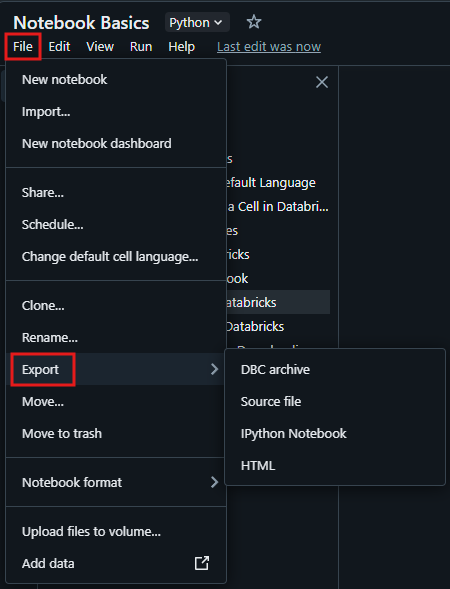 Notebook Basics Python
File Edit View Run Help Last edit was now
New notebook
Import...
New notebook dashboard
Share...
efault Language
Schedule...
a Cell in Databri...
es
Change default cell language...
ricks
ook
Clone...
atabricks
Rename...
Databricks
Export
DBC archive
Move...
Source file
Move to trash
IPython Notebook
HTML
Notebook format
Upload files to volume...
Add data